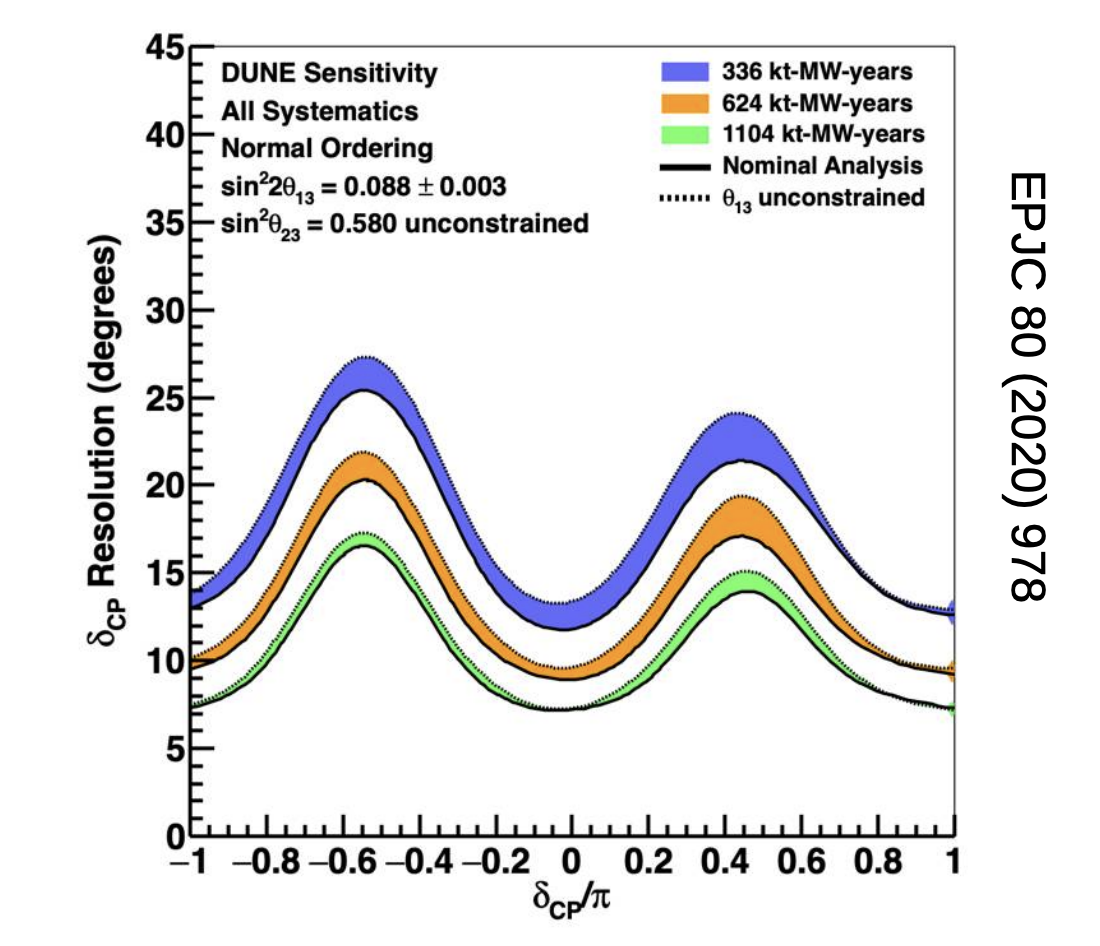 DUNE Sensitivity
All Systematics
Normal Ordering
sin²2θ₁₃ = 0.088 ± 0.003
sin²θ₂₃ = 0.580 unconstrained
336 kt-MW-years
624 kt-MW-years
1104 kt-MW-years
Nominal Analysis
θ₁₃ unconstrained
δCP Resolution (degrees)
45
40
35
30
25
20
15
10
5
0
−1 −0.8 −0.6 −0.4 −0.2 0 0.2 0.4 0.6 0.8 1
δCP/π
EPJC 80 (2020) 978